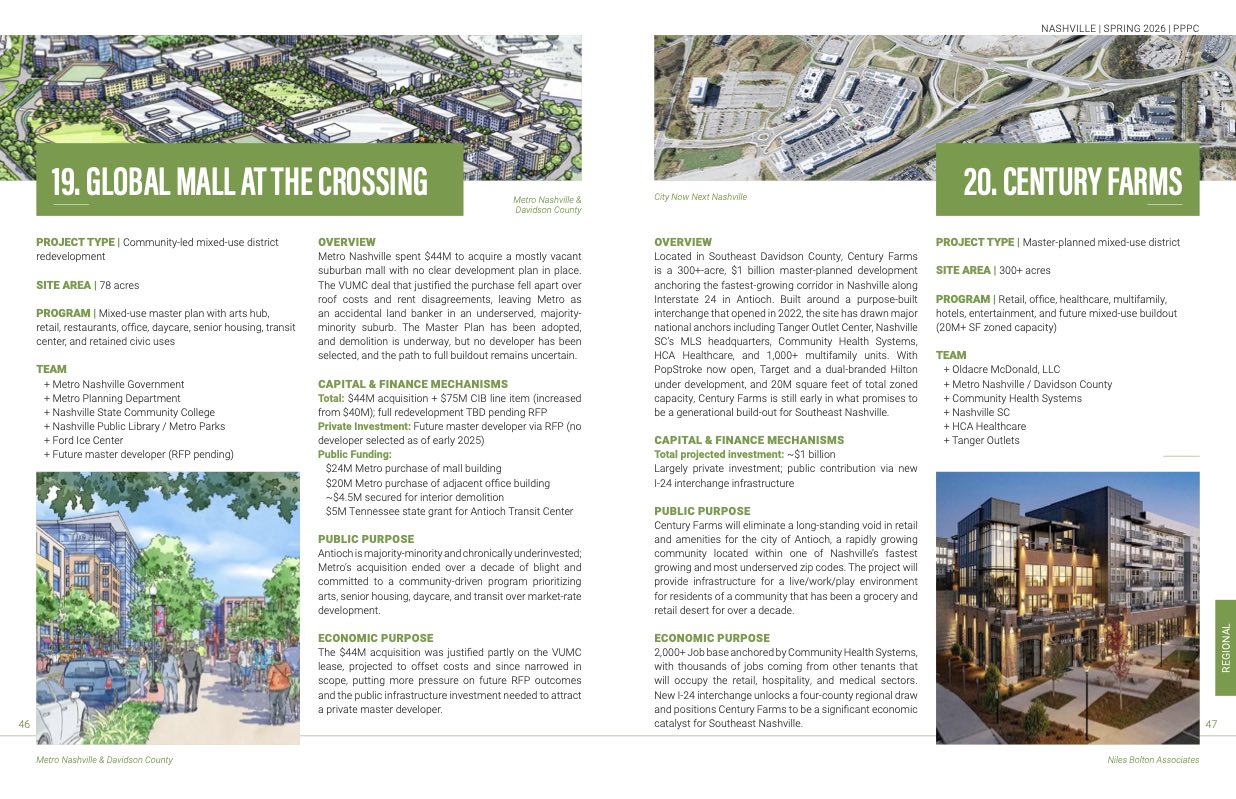 NASHVILLE | SPRING 2026 | PPPC
19. GLOBAL MALL AT THE CROSSING
Metro Nashville &
Davidson County
PROJECT TYPE | Community-led mixed-use district
redevelopment
SITE AREA | 78 acres
PROGRAM | Mixed-use master plan with arts hub,
retail, restaurants, office, daycare, senior housing, transit
center, and retained civic uses
TEAM
+ Metro Nashville Government
+ Metro Planning Department
+ Nashville State Community College
+ Nashville Public Library / Metro Parks
+ Ford Ice Center
+ Future master developer (RFP pending)
OVERVIEW
Metro Nashville spent $44M to acquire a mostly vacant
suburban mall with no clear development plan in place.
The VUMC deal that justified the purchase fell apart over
roof costs and rent disagreements, leaving Metro as
an accidental land banker in an underserved, majority-
minority suburb. The Master Plan has been adopted,
and demolition is underway, but no developer has been
selected, and the path to full buildout remains uncertain.
CAPITAL & FINANCE MECHANISMS
Total: $44M acquisition + $75M CIB line item (increased
from $40M); full redevelopment TBD pending RFP
Private Investment: Future master developer via RFP (no
developer selected as of early 2025)
Public Funding:
$24M Metro purchase of mall building
$20M Metro purchase of adjacent office building
~$4.5M secured for interior demolition
$5M Tennessee state grant for Antioch Transit Center
PUBLIC PURPOSE
Antioch is majority-minority and chronically underinvested;
Metro's acquisition ended over a decade of blight and
committed to a community-driven program prioritizing
arts, senior housing, daycare, and transit over market-rate
development.
ECONOMIC PURPOSE
The $44M acquisition was justified partly on the VUMC
lease, projected to offset costs and since narrowed in
scope, putting more pressure on future RFP outcomes
and the public infrastructure investment needed to attract
a private master developer.
46
Metro Nashville & Davidson County
City Now Next Nashville
20. CENTURY FARMS
OVERVIEW
Located in Southeast Davidson County, Century Farms
is a 300+-acre, $1 billion master-planned development
anchoring the fastest-growing corridor in Nashville along
Interstate 24 in Antioch. Built around a purpose-built
interchange that opened in 2022, the site has drawn major
national anchors including Tanger Outlet Center, Nashville
SC's MLS headquarters, Community Health Systems,
HCA Healthcare, and 1,000+ multifamily units. With
PopStroke now open, Target and a dual-branded Hilton
under development, and 20M square feet of total zoned
capacity, Century Farms is still early in what promises to
be a generational build-out for Southeast Nashville.
CAPITAL & FINANCE MECHANISMS
Total projected investment: ~$1 billion
Largely private investment; public contribution via new
I-24 interchange infrastructure
PUBLIC PURPOSE
Century Farms will eliminate a long-standing void in retail
and amenities for the city of Antioch, a rapidly growing
community located within one of Nashville's fastest
growing and most underserved zip codes. The project will
provide infrastructure for a live/work/play environment
for residents of a community that has been a grocery and
retail desert for over a decade.
ECONOMIC PURPOSE
2,000+ Job base anchored by Community Health Systems,
with thousands of jobs coming from other tenants that
will occupy the retail, hospitality, and medical sectors.
New I-24 interchange unlocks a four-county regional draw
and positions Century Farms to be a significant economic
catalyst for Southeast Nashville.
PROJECT TYPE | Master-planned mixed-use district
SITE AREA | 300+ acres
PROGRAM | Retail, office, healthcare, multifamily,
hotels, entertainment, and future mixed-use buildout
(20M+ SF zoned capacity)
TEAM
+ Oldacre McDonald, LLC
+ Metro Nashville / Davidson County
+ Community Health Systems
+ Nashville SC
+ HCA Healthcare
+ Tanger Outlets
REGIONAL
47
Niles Bolton Associates